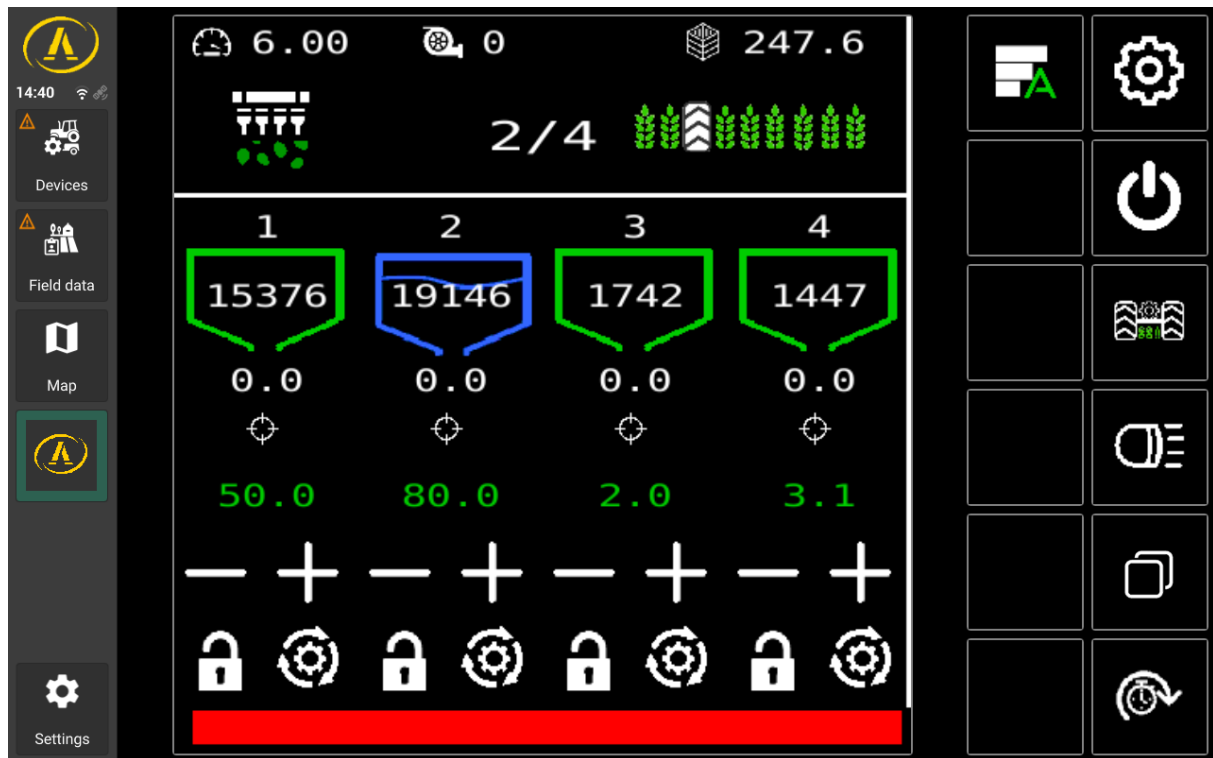 6.00 0 247.6
14:40
2/4
Devices
1 2 3 4
Field data
15376 19146 1742 1447
Map
0.0 0.0 0.0 0.0
50.0 80.0 2.0 3.1
A
Settings